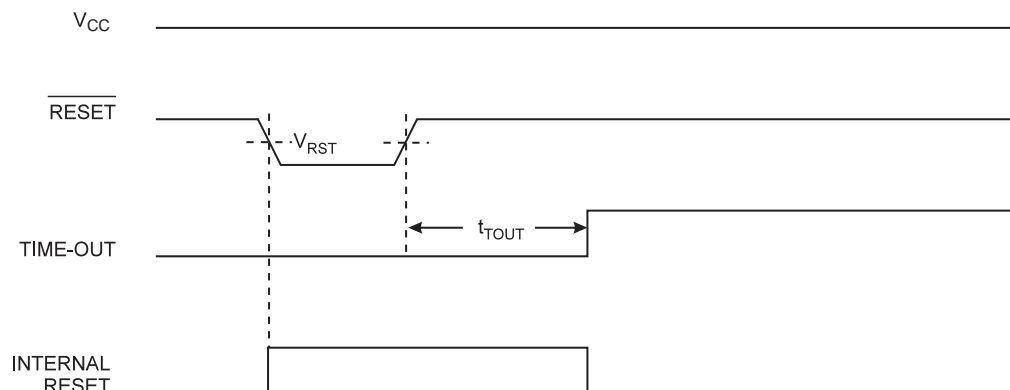 VCC
RESET
VRST
tTOUT
TIME-OUT
INTERNAL
RESET